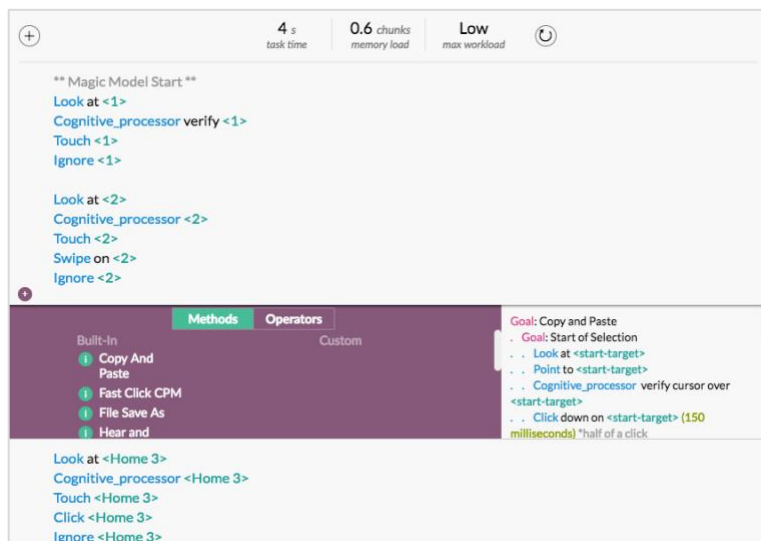 4 s
task time
0.6 chunks
memory load
Low
max workload
** Magic Model Start **
Look at <1>
Cognitive_processor verify <1>
Touch <1>
Ignore <1>
Look at <2>
Cognitive_processor <2>
Touch <2>
Swipe on <2>
Ignore <2>
Methods Operators
Built-In
Custom
Copy And
Paste
Fast Click CPM
File Save As
Hear and
Goal: Copy and Paste
. Goal: Start of Selection
. . Look at <start-target>
. . Point to <start-target>
. . Cognitive_processor verify cursor over
<start-target>
. . Click down on <start-target> (150
milliseconds) *half of a click
Look at <Home 3>
Cognitive_processor <Home 3>
Touch <Home 3>
Click <Home 3>
Ignore <Home 3>